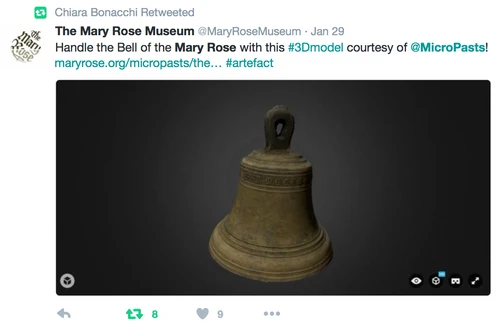 Chiara Bonacchi Retweeted
the Mary Rose
The Mary Rose Museum @MaryRoseMuseum · Jan 29
Handle the Bell of the Mary Rose with this #3Dmodel courtesy of @MicroPasts!
maryrose.org/micropasts/the… #artefact
8
9